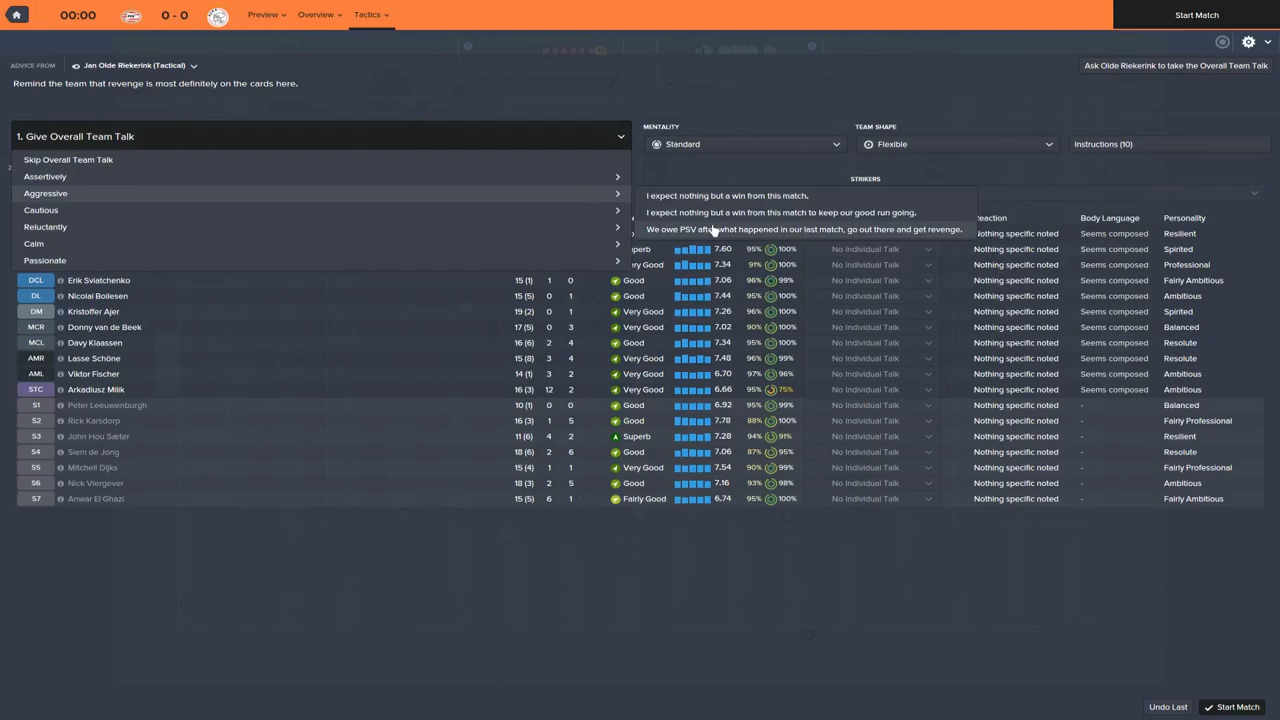 00:00 0 - 0 Preview Overview Tactics Start Match
ADVICE FROM Jan Olde Riekerink (Tactical) Ask Olde Riekerink to take the Overall Team Talk
Remind the team that revenge is most definitely on the cards here.
1. Give Overall Team Talk
MENTALITY TEAM SHAPE
Standard Flexible Instructions (10)
Skip Overall Team Talk
Assertively STRIKERS
Aggressive I expect nothing but a win from this match.
Cautious I expect nothing but a win from this match to keep our good run going.
Reluctantly We owe PSV after what happened in our last match, go out there and get revenge.
Calm
Passionate
Reaction Body Language Personality
Nothing specific noted Seems composed Resilient
Superb 7.60 95% 100% No Individual Talk Nothing specific noted Seems composed Spirited
Very Good 7.34 91% 100% No Individual Talk Nothing specific noted Seems composed Professional
DCL Erik Sviatchenko 15 (1) 1 0 Good 7.06 96% 99% No Individual Talk Nothing specific noted Seems composed Fairly Ambitious
DL Nicolai Boilesen 15 (5) 0 1 Good 7.44 95% 100% No Individual Talk Nothing specific noted Seems composed Ambitious
DM Kristoffer Ajer 19 (2) 0 1 Very Good 7.26 96% 100% No Individual Talk Nothing specific noted Seems composed Spirited
MCR Donny van de Beek 17 (5) 0 3 Very Good 7.02 90% 100% No Individual Talk Nothing specific noted Seems composed Balanced
MCL Davy Klaassen 16 (6) 2 4 Good 7.34 95% 100% No Individual Talk Nothing specific noted Seems composed Resolute
AMR Lasse Schöne 15 (8) 3 4 Very Good 7.48 96% 99% No Individual Talk Nothing specific noted Seems composed Resolute
AML Viktor Fischer 14 (1) 3 2 Very Good 6.70 97% 96% No Individual Talk Nothing specific noted Seems composed Ambitious
STC Arkadiusz Milik 16 (3) 12 2 Very Good 6.66 95% 75% No Individual Talk Nothing specific noted Seems composed Ambitious
S1 Peter Leeuwenburgh 10 (1) 0 0 Good 6.92 95% 99% No Individual Talk Nothing specific noted - Balanced
S2 Rick Karsdorp 16 (3) 1 5 Good 7.78 88% 100% No Individual Talk Nothing specific noted - Fairly Professional
S3 John Hou Sæter 11 (6) 4 2 Superb 7.28 94% 91% No Individual Talk Nothing specific noted - Resilient
S4 Siem de Jong 18 (6) 2 6 Good 7.06 87% 95% No Individual Talk Nothing specific noted - Resolute
S5 Mitchell Dijks 15 (4) 1 1 Very Good 7.54 90% 99% No Individual Talk Nothing specific noted - Fairly Professional
S6 Nick Viergever 18 (3) 2 5 Good 7.16 93% 98% No Individual Talk Nothing specific noted - Ambitious
S7 Anwar El Ghazi 15 (5) 6 1 Fairly Good 6.74 95% 100% No Individual Talk Nothing specific noted - Fairly Ambitious
Undo Last Start Match